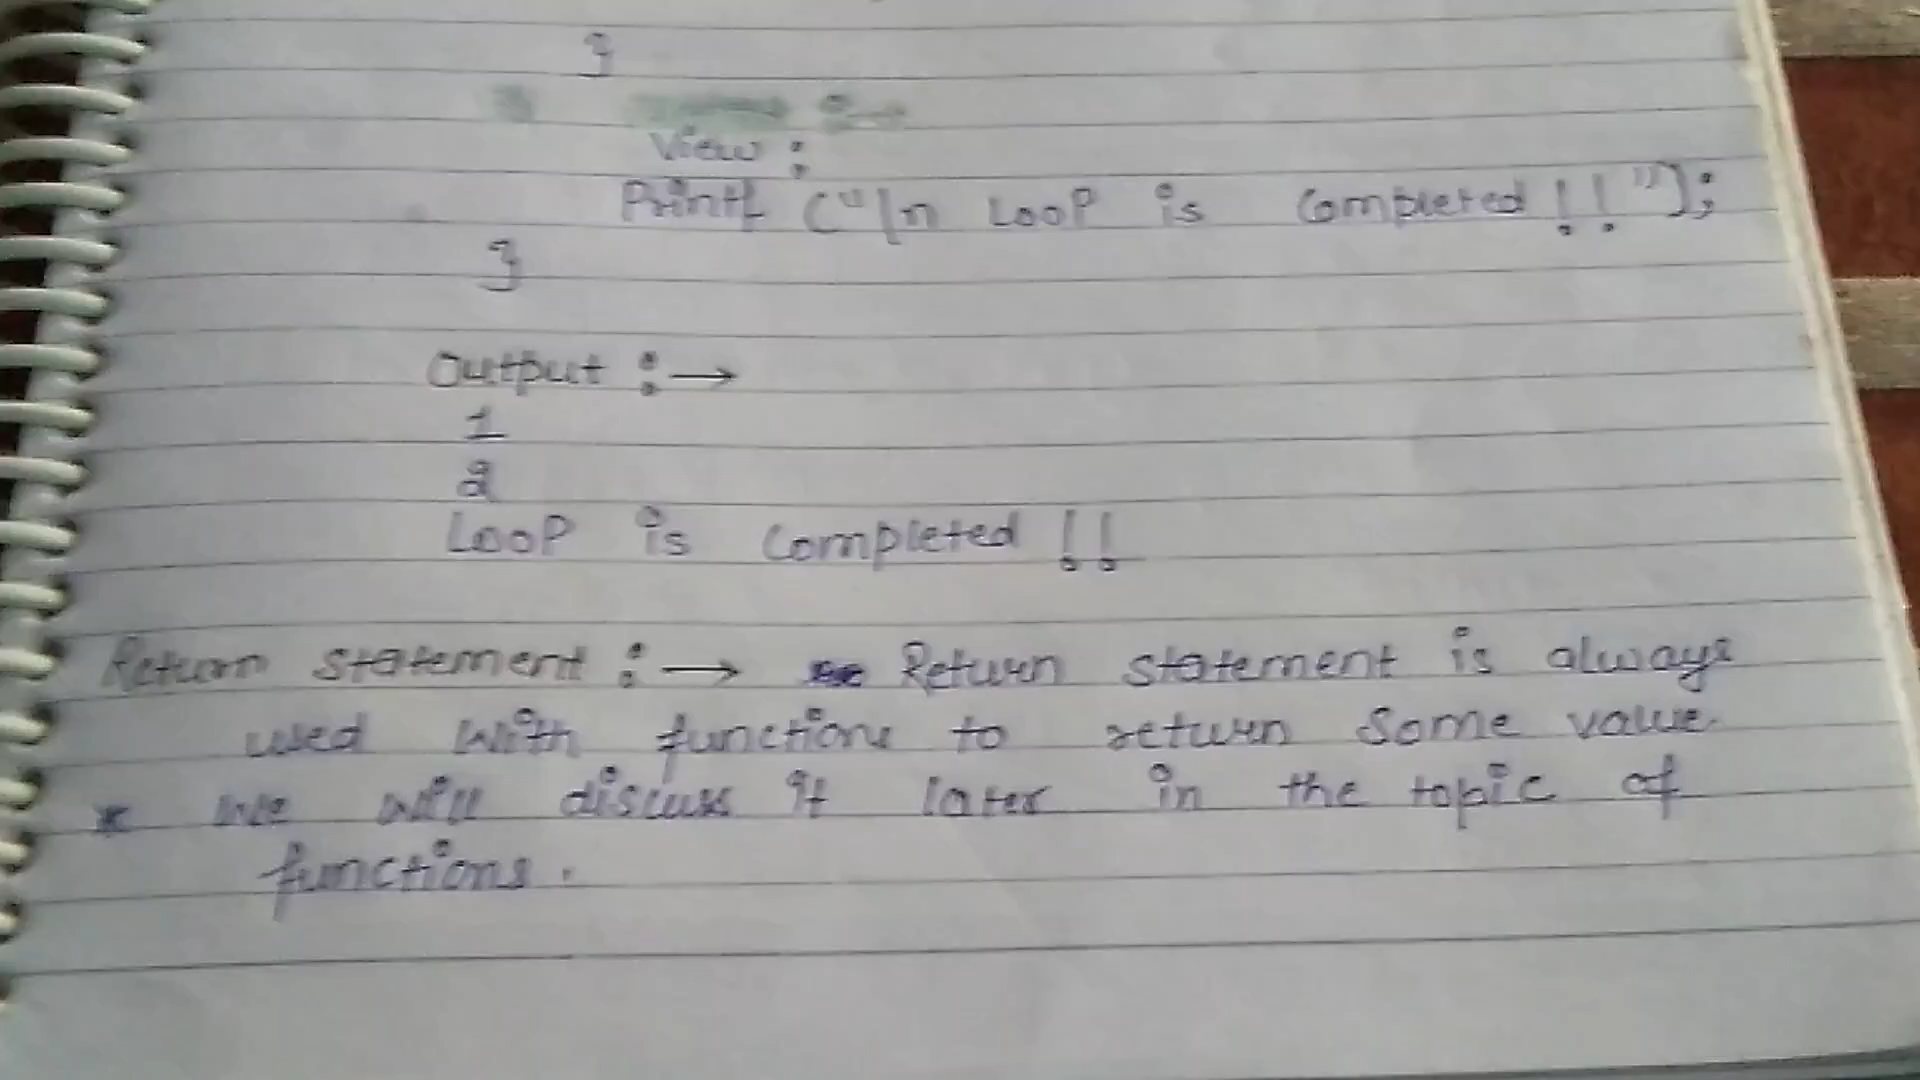 }
View :
Printf ("\n LooP is Completed !! ");
}
Output :→
1
2
LooP is Completed !!
Return statement :→ Return statement is always
used with functions to return Some value.
* We will discuss it later in the topic of
functions.